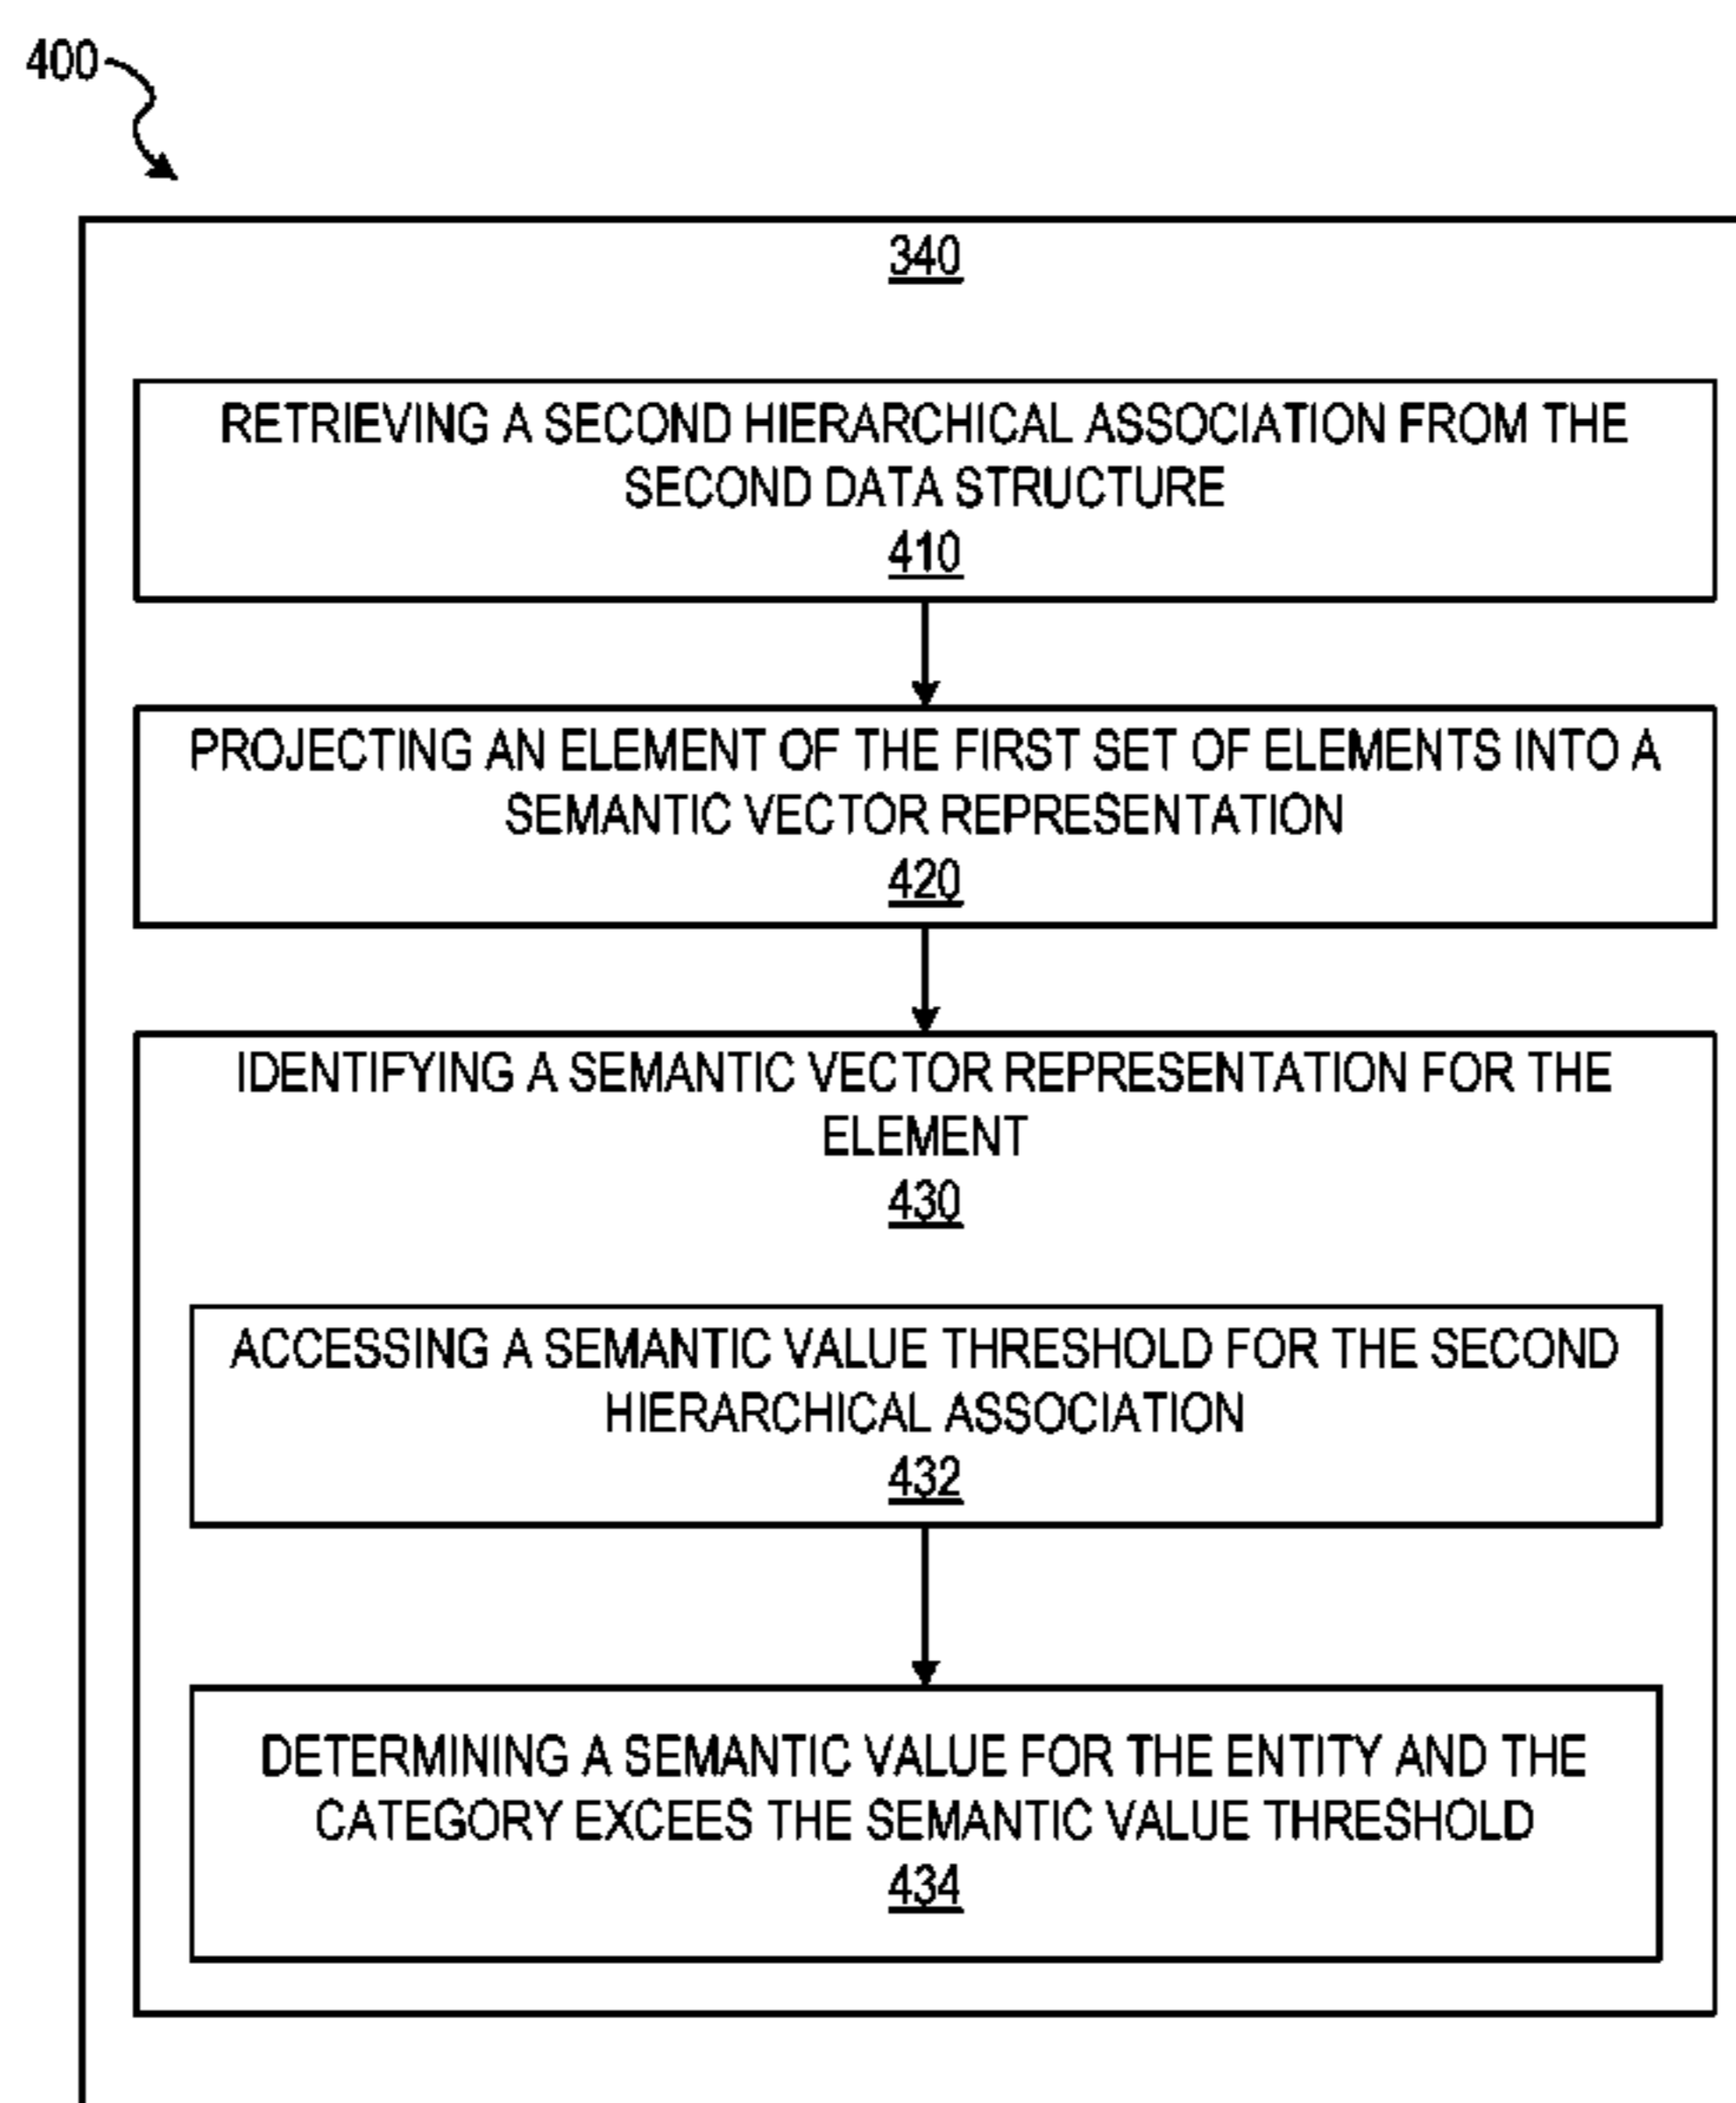 400
340
RETRIEVING A SECOND HIERARCHICAL ASSOCIATION FROM THE
SECOND DATA STRUCTURE
410
PROJECTING AN ELEMENT OF THE FIRST SET OF ELEMENTS INTO A
SEMANTIC VECTOR REPRESENTATION
420
IDENTIFYING A SEMANTIC VECTOR REPRESENTATION FOR THE
ELEMENT
430
ACCESSING A SEMANTIC VALUE THRESHOLD FOR THE SECOND
HIERARCHICAL ASSOCIATION
432
DETERMINING A SEMANTIC VALUE FOR THE ENTITY AND THE
CATEGORY EXCEES THE SEMANTIC VALUE THRESHOLD
434